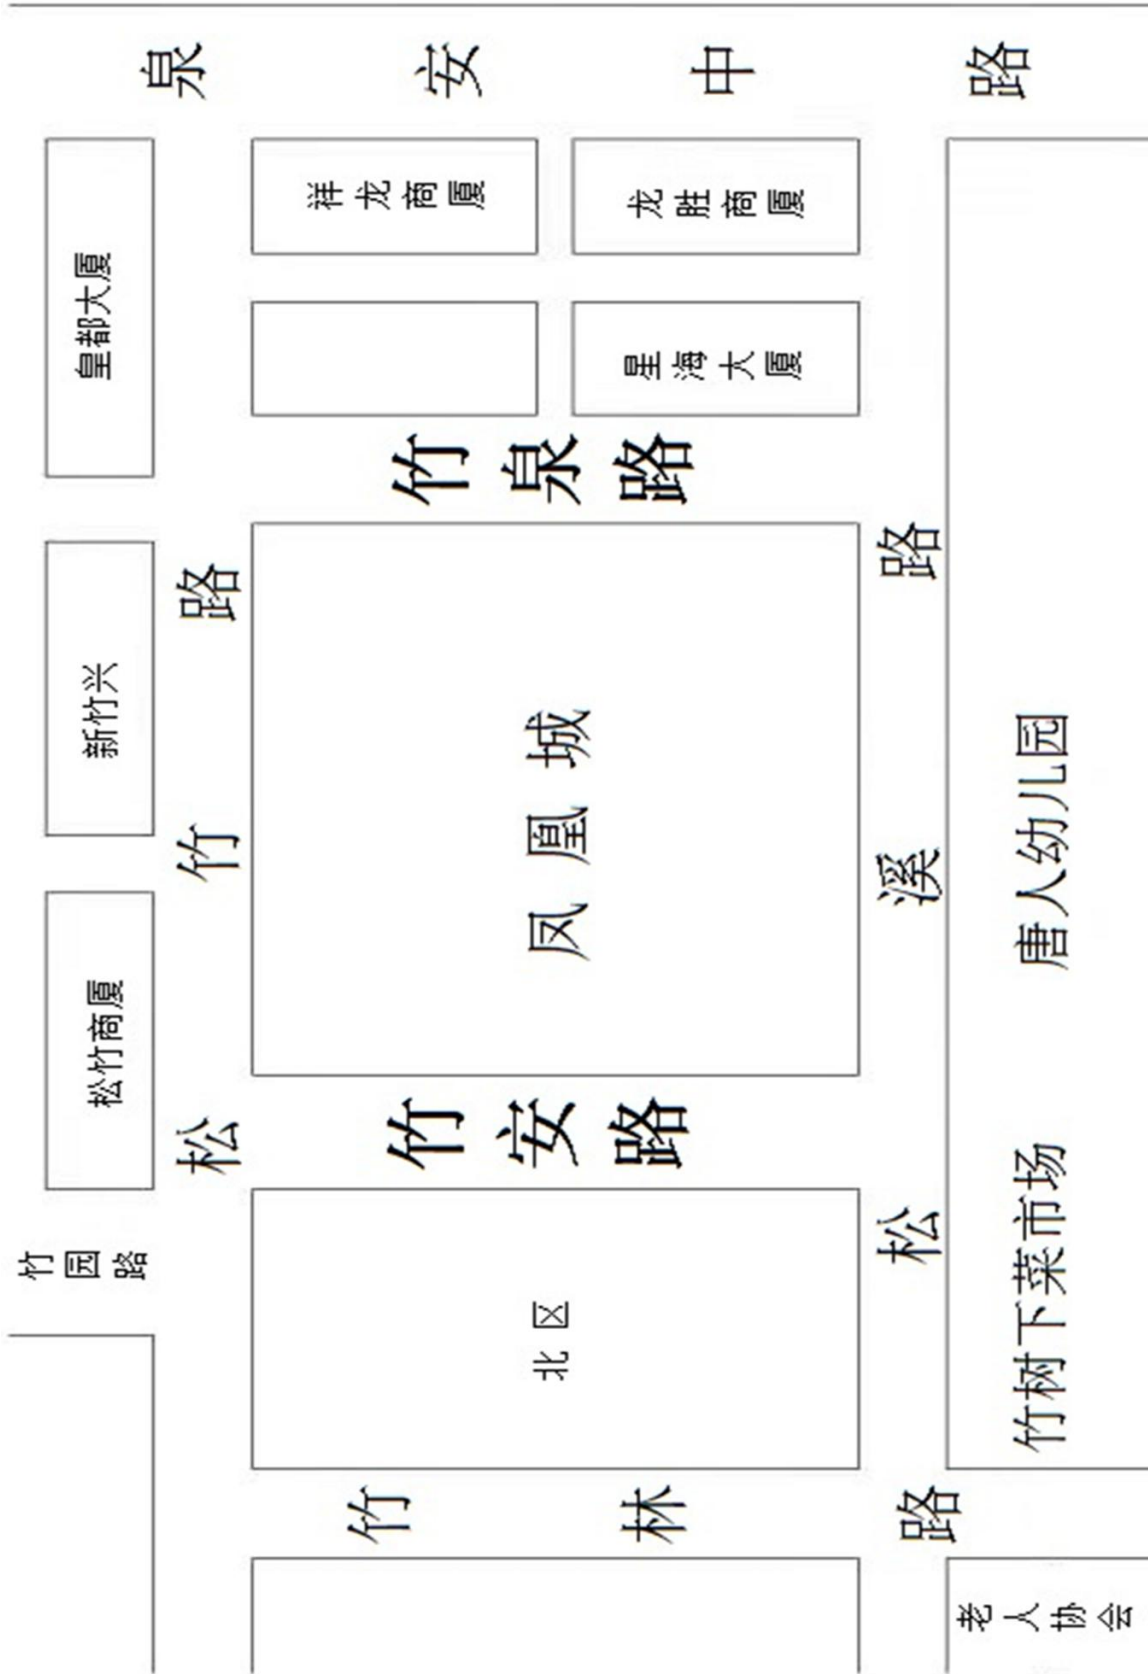 皇都大厦
新竹兴
松竹商厦
竹园路
松竹路
泉安中路
祥龙商厦
龙胜商厦
星海大厦
竹泉路
凤凰城
竹安路
北区
竹林路
松溪路
唐人幼儿园
竹树下菜市场
老人协会